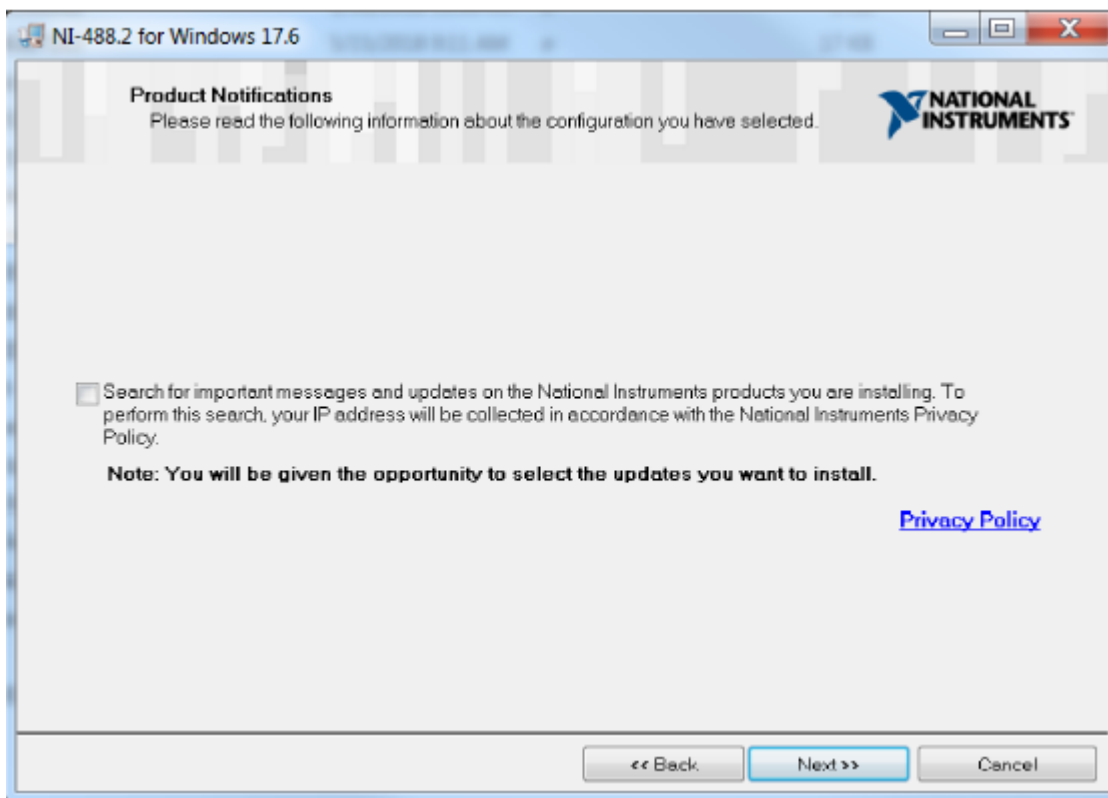 NI-488.2 for Windows 17.6
Product Notifications
Please read the following information about the configuration you have selected.
NATIONAL
INSTRUMENTS
Search for important messages and updates on the National Instruments products you are installing. To
perform this search, your IP address will be collected in accordance with the National Instruments Privacy
Policy.
Note: You will be given the opportunity to select the updates you want to install.
Privacy Policy
<< Back
Next >>
Cancel